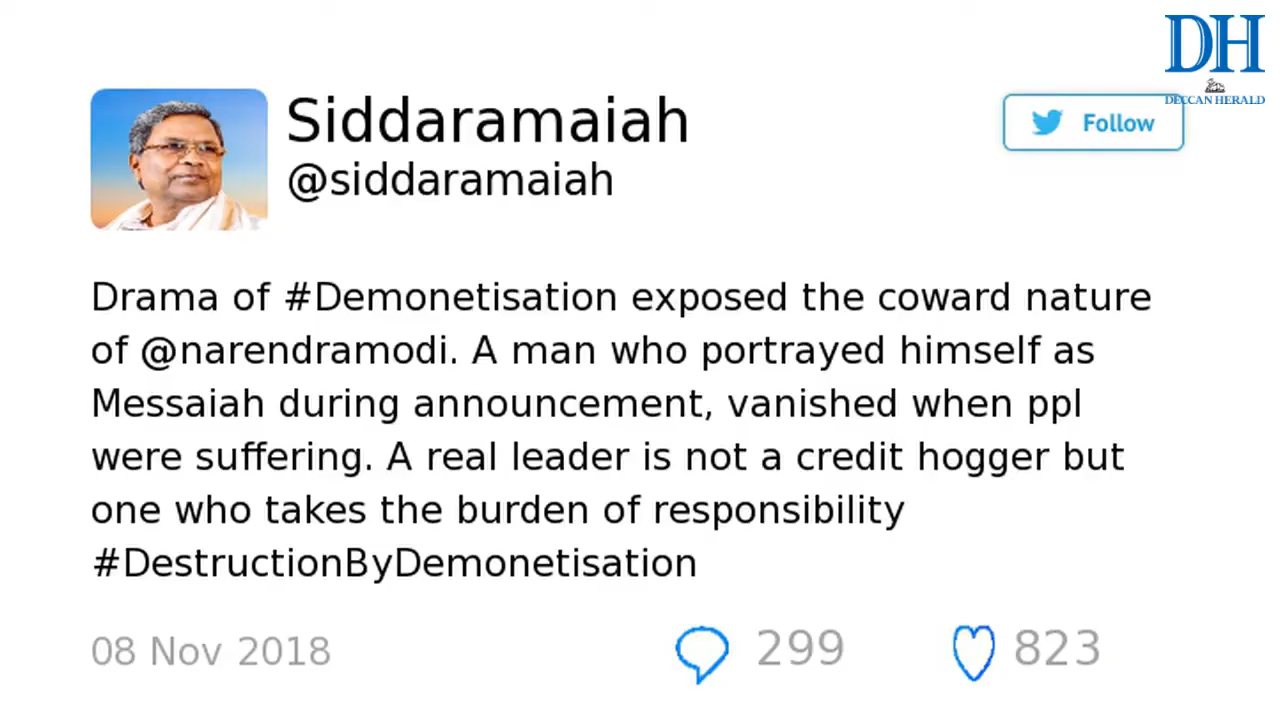 DH
DECCAN HERALD
Siddaramaiah
@siddaramaiah
Follow
Drama of #Demonetisation exposed the coward nature
of @narendramodi. A man who portrayed himself as
Messaiah during announcement, vanished when ppl
were suffering. A real leader is not a credit hogger but
one who takes the burden of responsibility
#DestructionByDemonetisation
08 Nov 2018
299
823